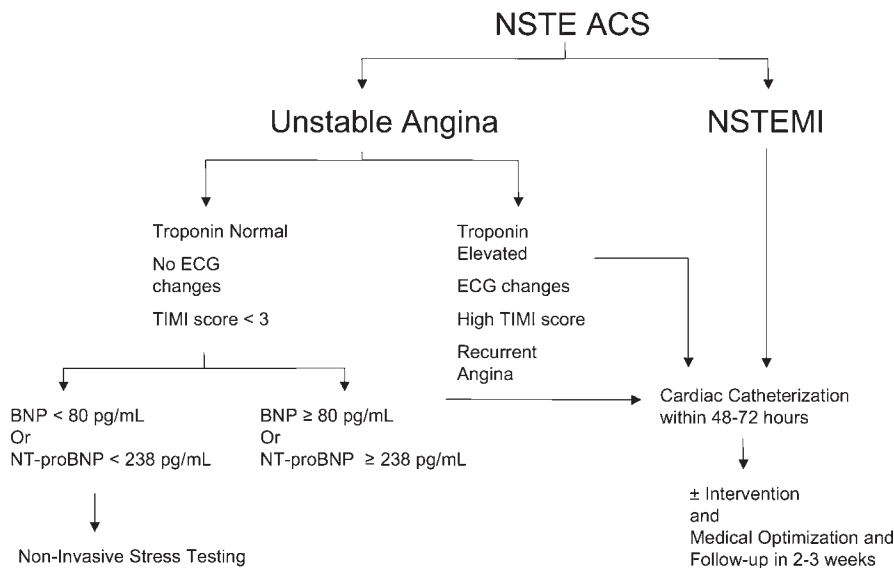 NSTE ACS
Unstable Angina
NSTEMI
Troponin Normal
No ECG
changes
TIMI score < 3
Troponin
Elevated
ECG changes
High TIMI score
Recurrent
Angina
BNP < 80 pg/mL
Or
NT-proBNP < 238 pg/mL
BNP ≥ 80 pg/mL
Or
NT-proBNP ≥ 238 pg/mL
Cardiac Catheterization
within 48-72 hours
Non-Invasive Stress Testing
± Intervention
and
Medical Optimization and
Follow-up in 2-3 weeks